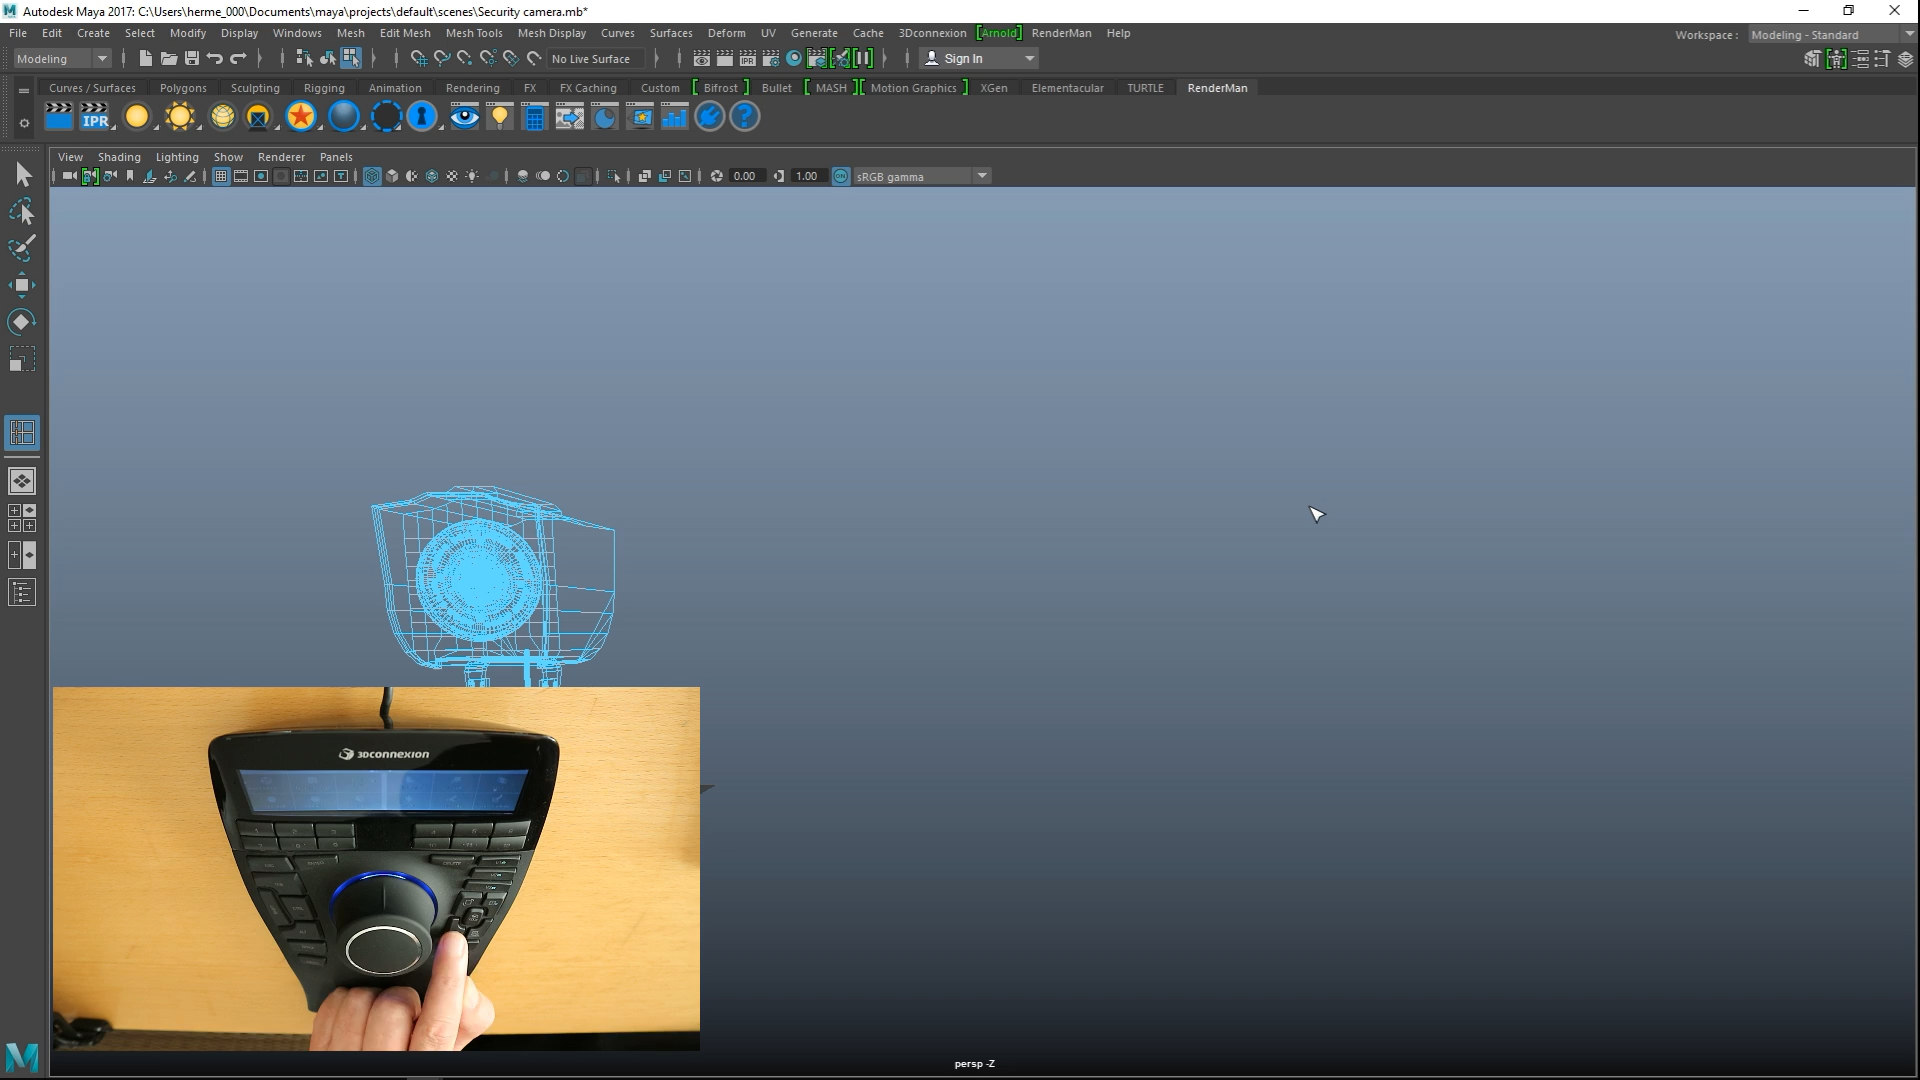 Autodesk Maya 2017: C:\Users\herme_000\Documents\maya\projects\default\scenes\Security camera.mb*
File Edit Create Select Modify Display Windows Mesh Edit Mesh Mesh Tools Mesh Display Curves Surfaces Deform UV Generate Cache 3Dconnexion [Arnold] RenderMan Help
Workspace : Modeling - Standard
Modeling No Live Surface IPR Sign In
Curves / Surfaces Polygons Sculpting Rigging Animation Rendering FX FX Caching Custom [ Bifrost ] Bullet [ MASH ] [ Motion Graphics ] XGen Elementacular TURTLE RenderMan
IPR ?
View Shading Lighting Show Renderer Panels
0.00 1.00 ON sRGB gamma
3Dconnexion
persp -Z